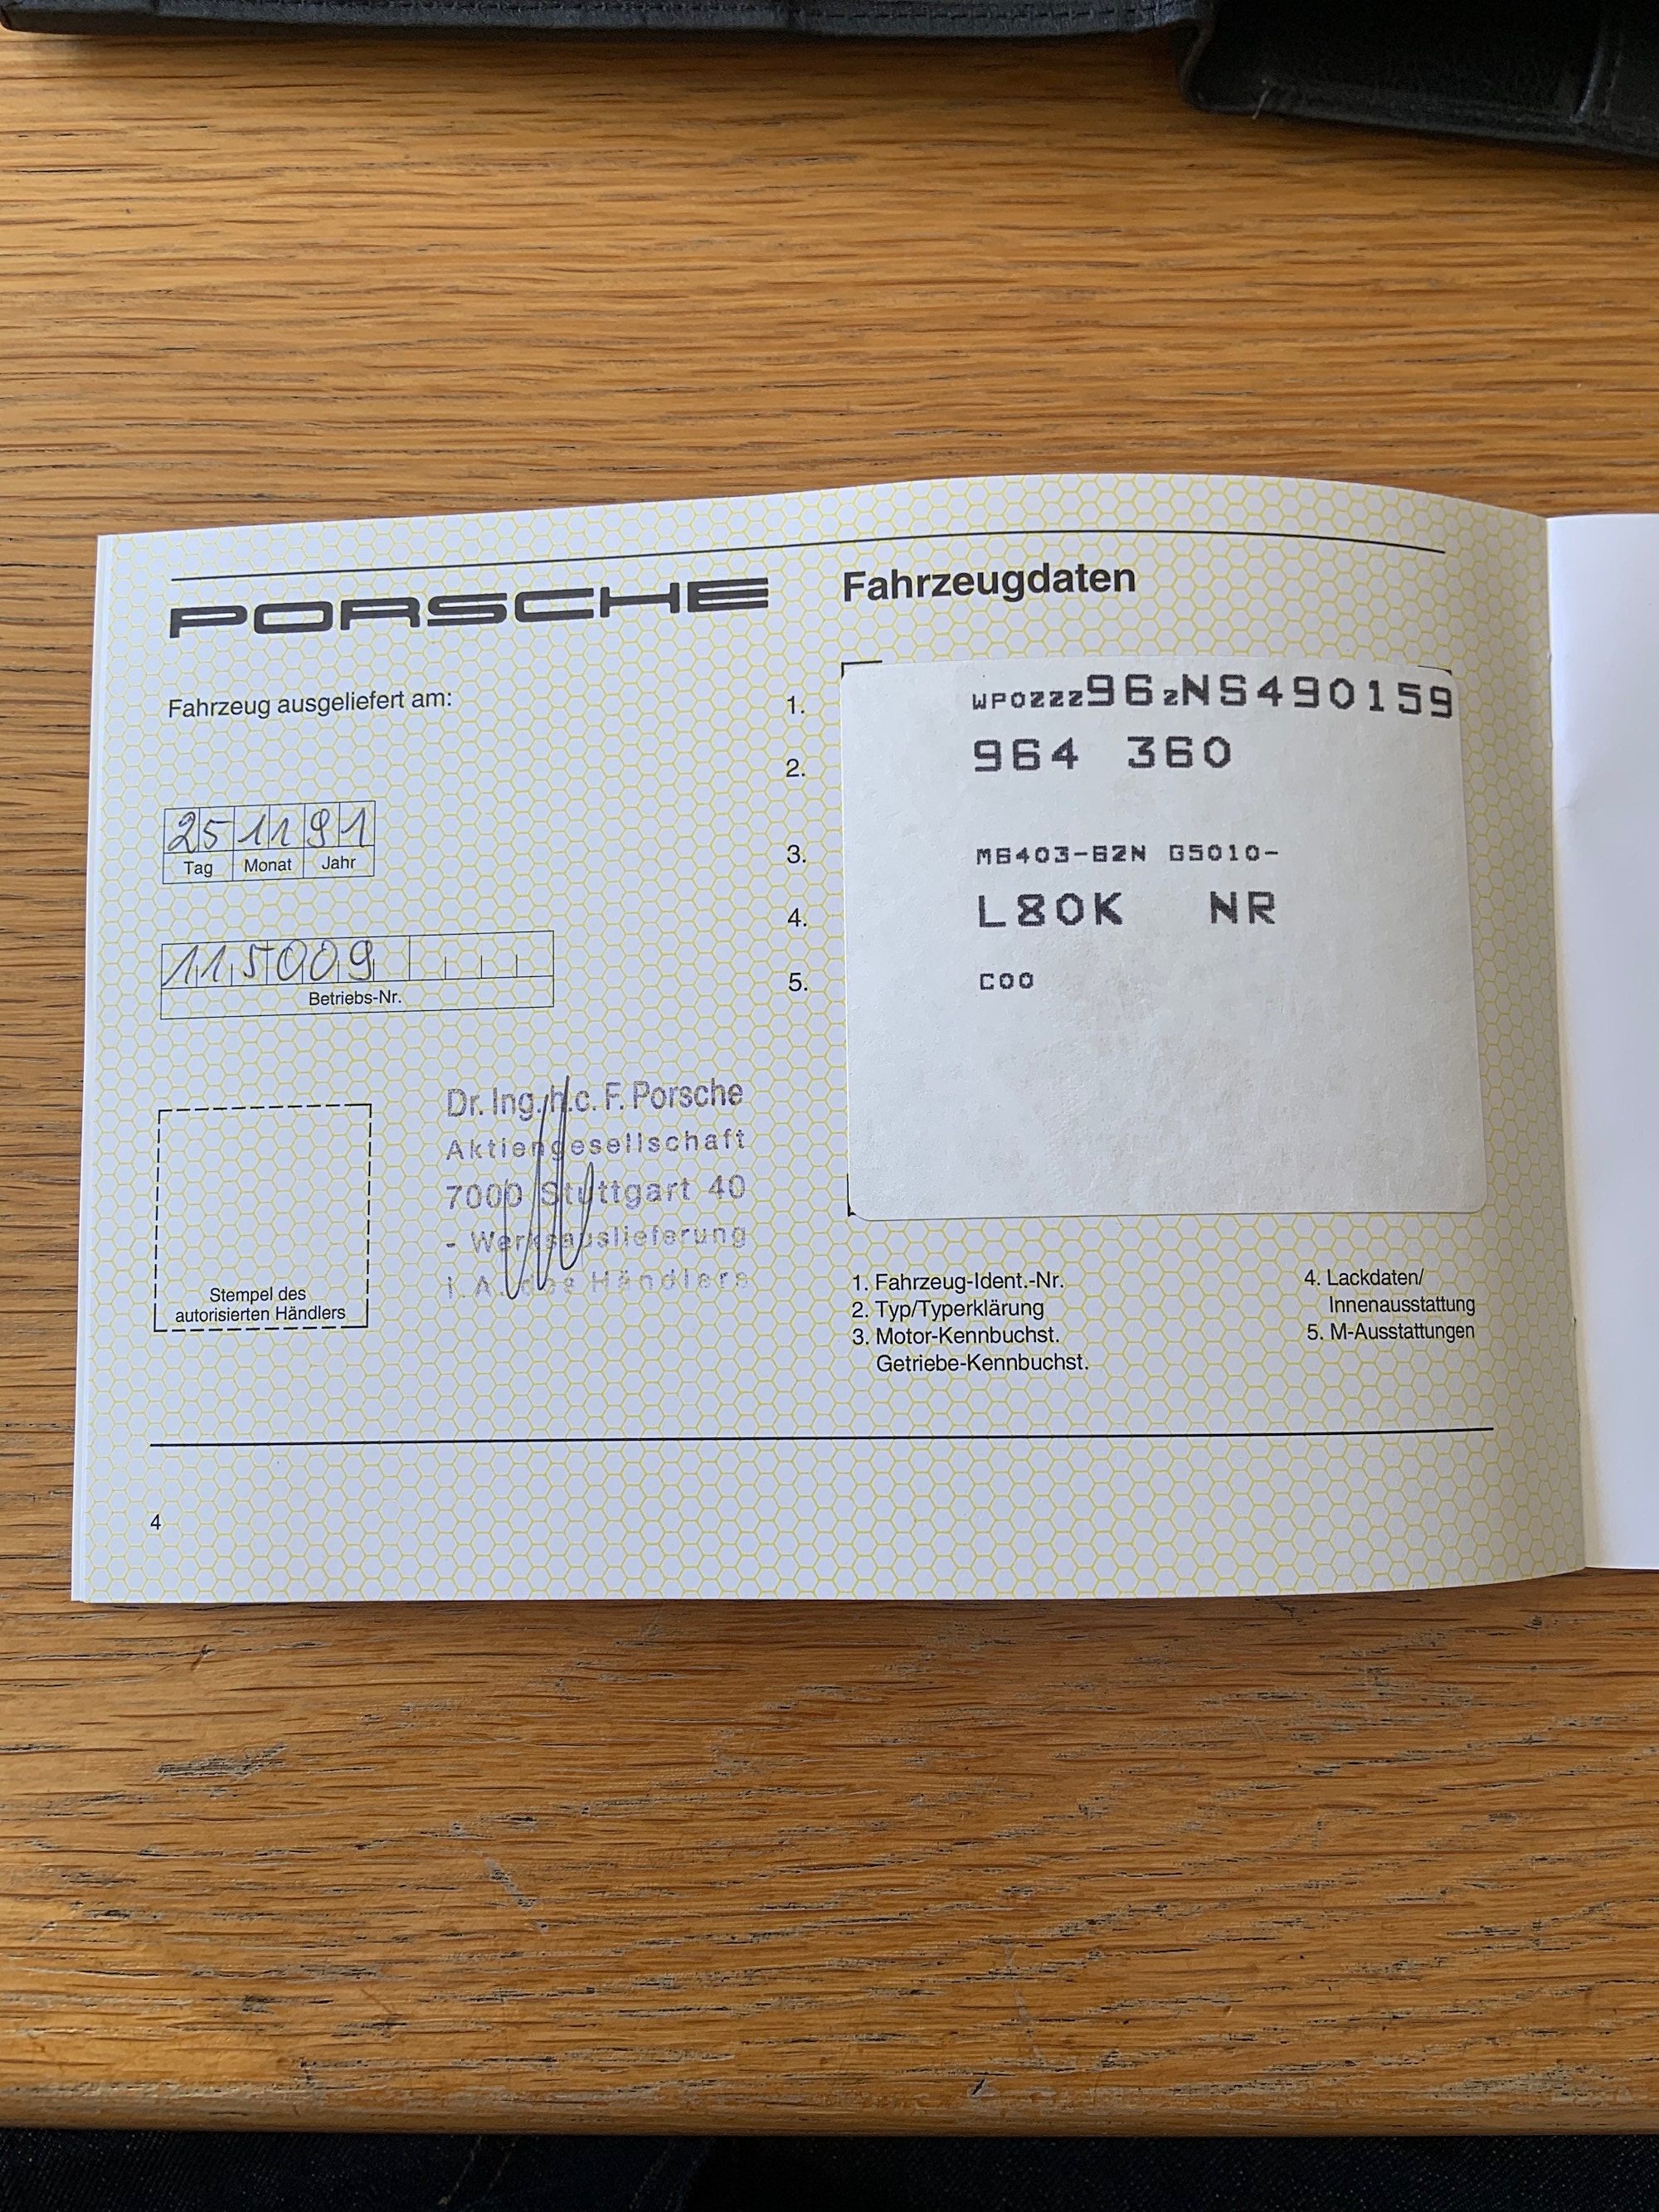 PORSCHE
Fahrzeugdaten
Fahrzeug ausgeliefert am:
25 11 91
Tag Monat Jahr
115009
Betriebs-Nr.
Stempel des
autorisierten Händlers
Dr. Ing. h.c. F. Porsche
Aktiengesellschaft
7000 Stuttgart 40
- Werksauslieferung
i. A. des Händlers
1. WPOZZZ96ZNS490159
2. 964 360
3. M6403-62N G5010-
4. L80K NR
5. C00
1. Fahrzeug-Ident.-Nr.
2. Typ/Typerklärung
3. Motor-Kennbuchst.
Getriebe-Kennbuchst.
4. Lackdaten/
Innenausstattung
5. M-Ausstattungen
4